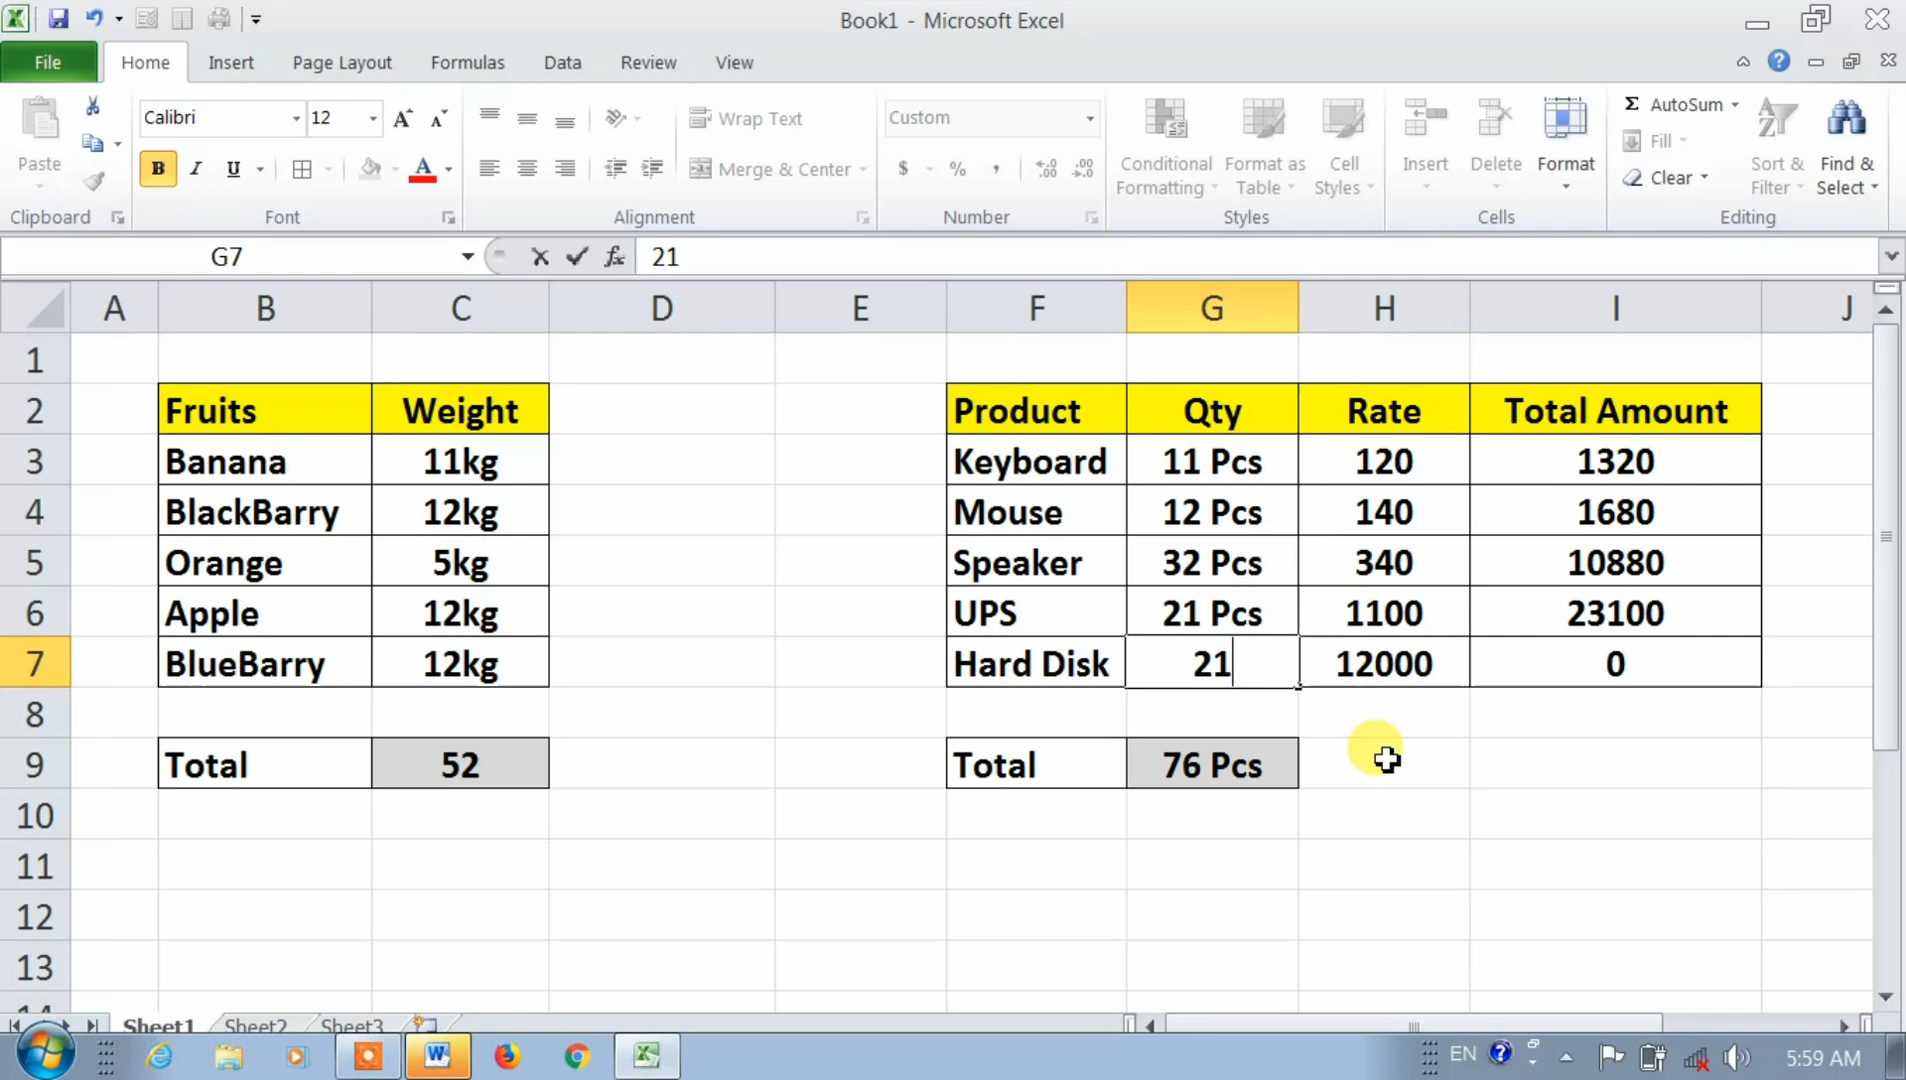 Book1 - Microsoft Excel
File Home Insert Page Layout Formulas Data Review View
Calibri 12 Wrap Text Custom AutoSum
Paste B I U Merge & Center $ % , Conditional Formatting Format as Table Cell Styles Insert Delete Format Fill Clear Sort & Filter Find & Select
Clipboard Font Alignment Number Styles Cells Editing
G7 fx 21
A B C D E F G H I J
1
2 Fruits Weight Product Qty Rate Total Amount
3 Banana 11kg Keyboard 11 Pcs 120 1320
4 BlackBarry 12kg Mouse 12 Pcs 140 1680
5 Orange 5kg Speaker 32 Pcs 340 10880
6 Apple 12kg UPS 21 Pcs 1100 23100
7 BlueBarry 12kg Hard Disk 21 12000 0
8
9 Total 52 Total 76 Pcs
10
11
12
13
14
Sheet1 Sheet2 Sheet3
EN 5:59 AM